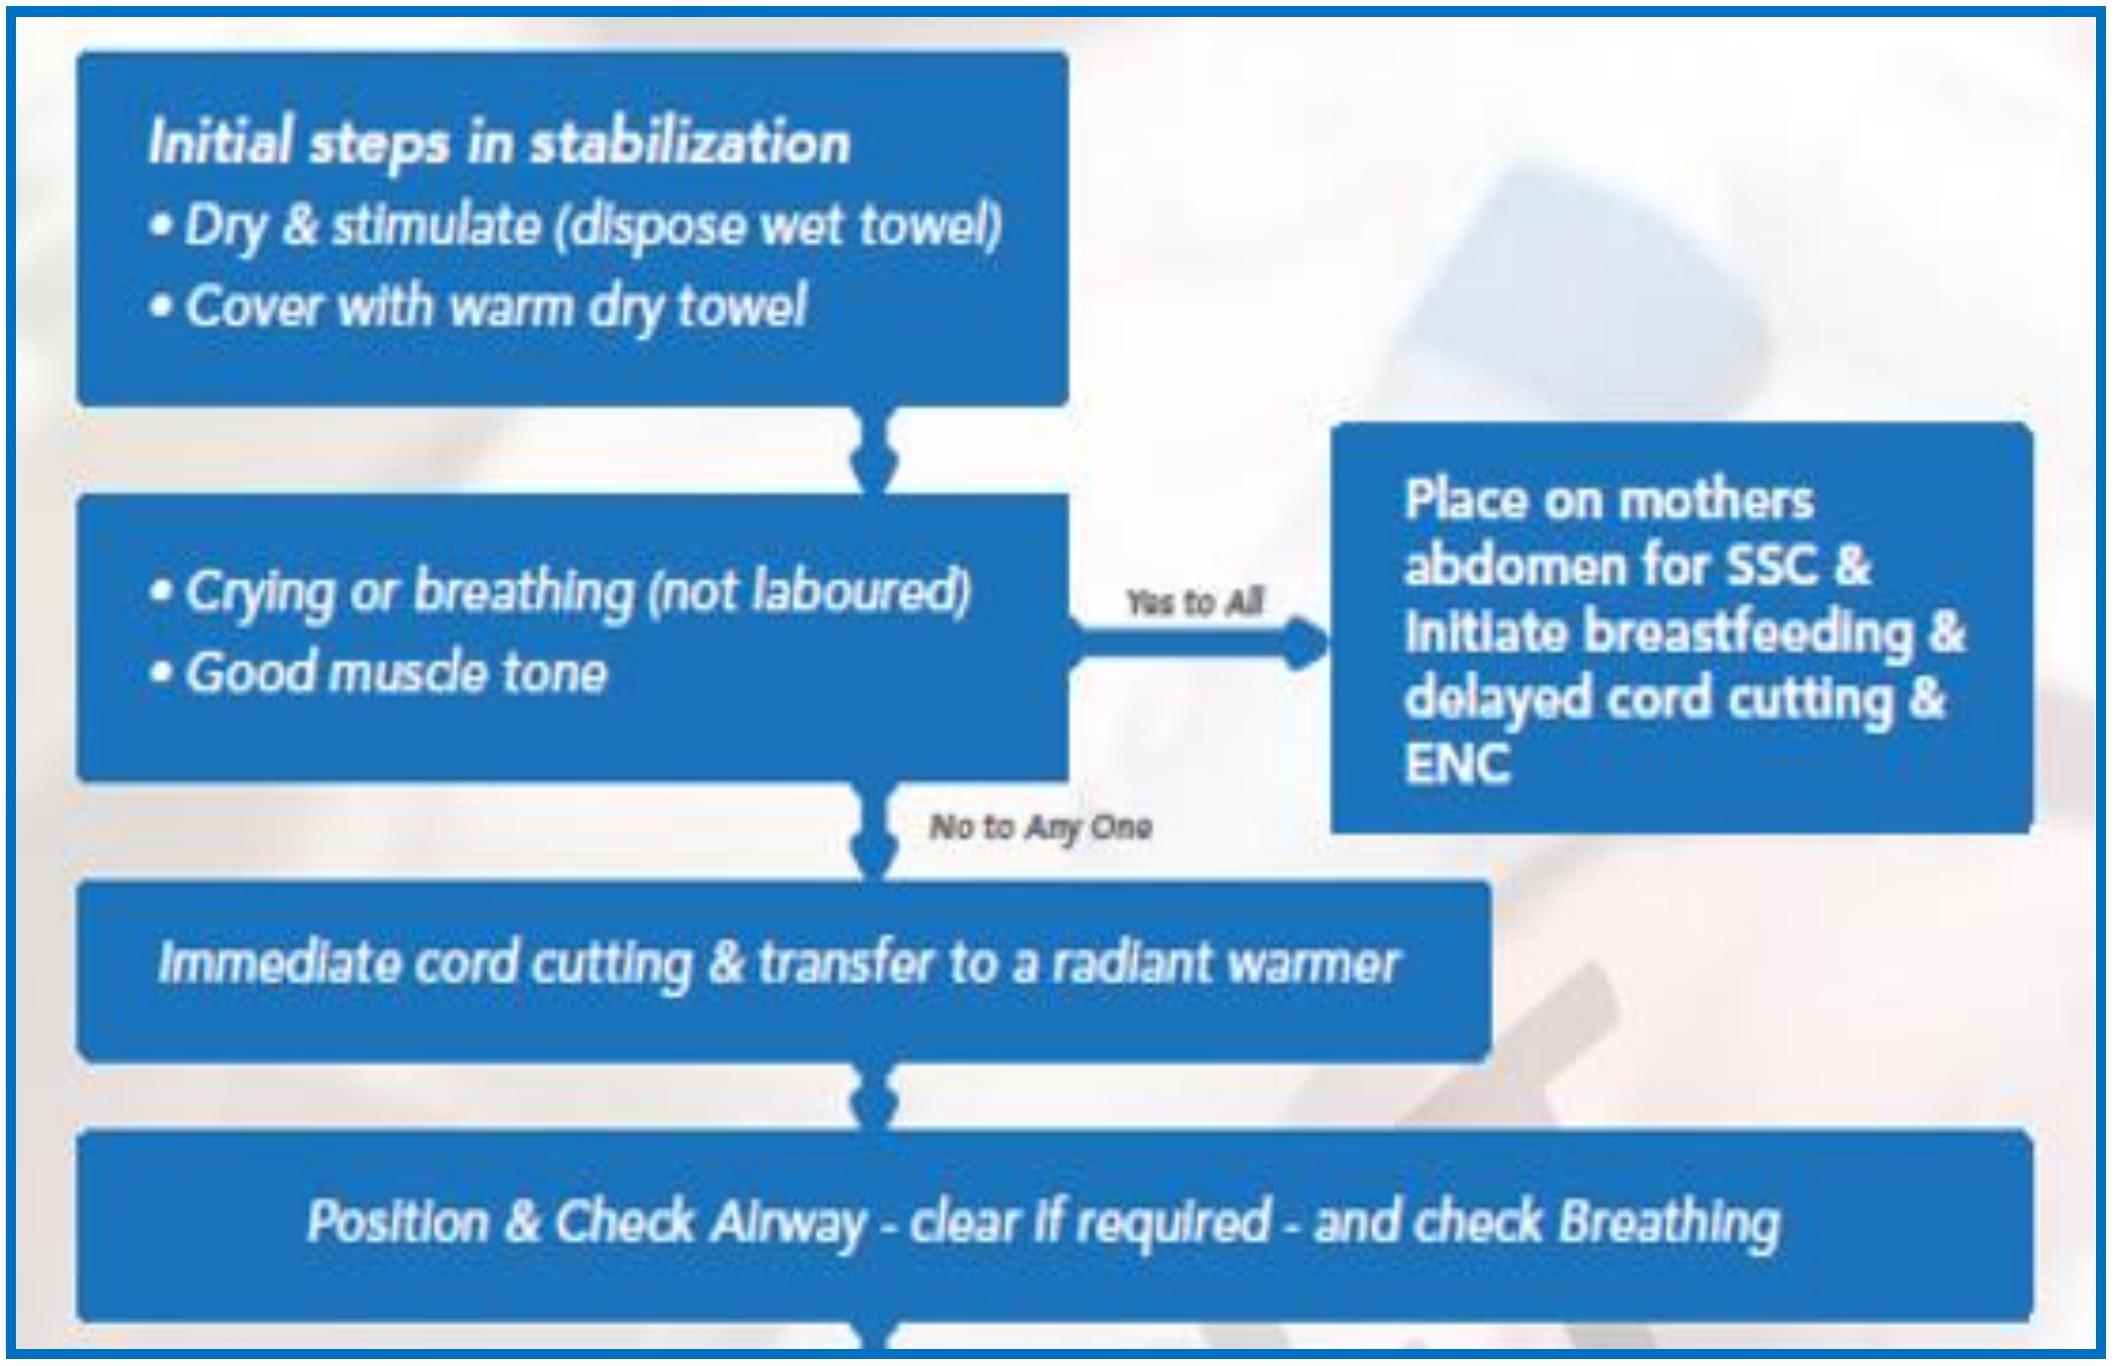 Initial steps in stabilization
• Dry & stimulate (dispose wet towel)
• Cover with warm dry towel
• Crying or breathing (not laboured)
• Good muscle tone
Yes to All
Place on mothers
abdomen for SSC &
Initiate breastfeeding &
delayed cord cutting &
ENC
No to Any One
Immediate cord cutting & transfer to a radiant warmer
Position & Check Airway - clear if required - and check Breathing